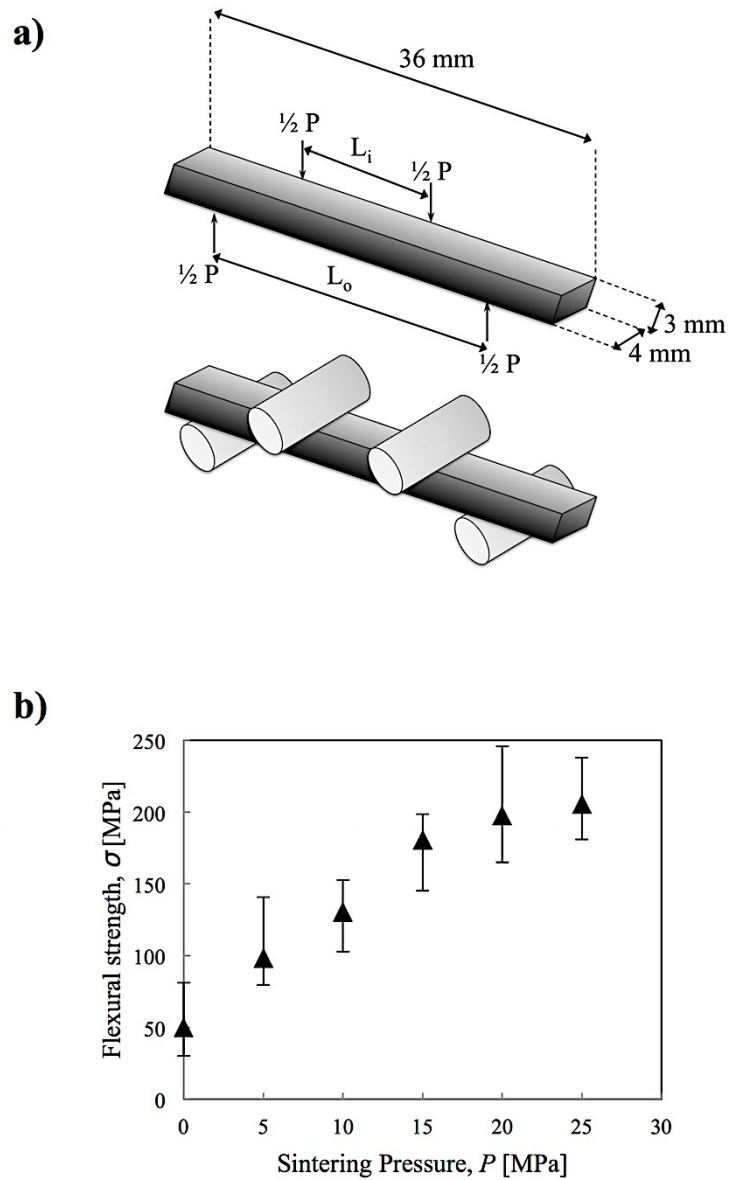 a)
36 mm
½ P
Lᵢ
½ P
½ P
Lₒ
½ P
3 mm
4 mm
b)
250
200
150
100
50
0
Flexural strength, σ [MPa]
0 5 10 15 20 25 30
Sintering Pressure, P [MPa]